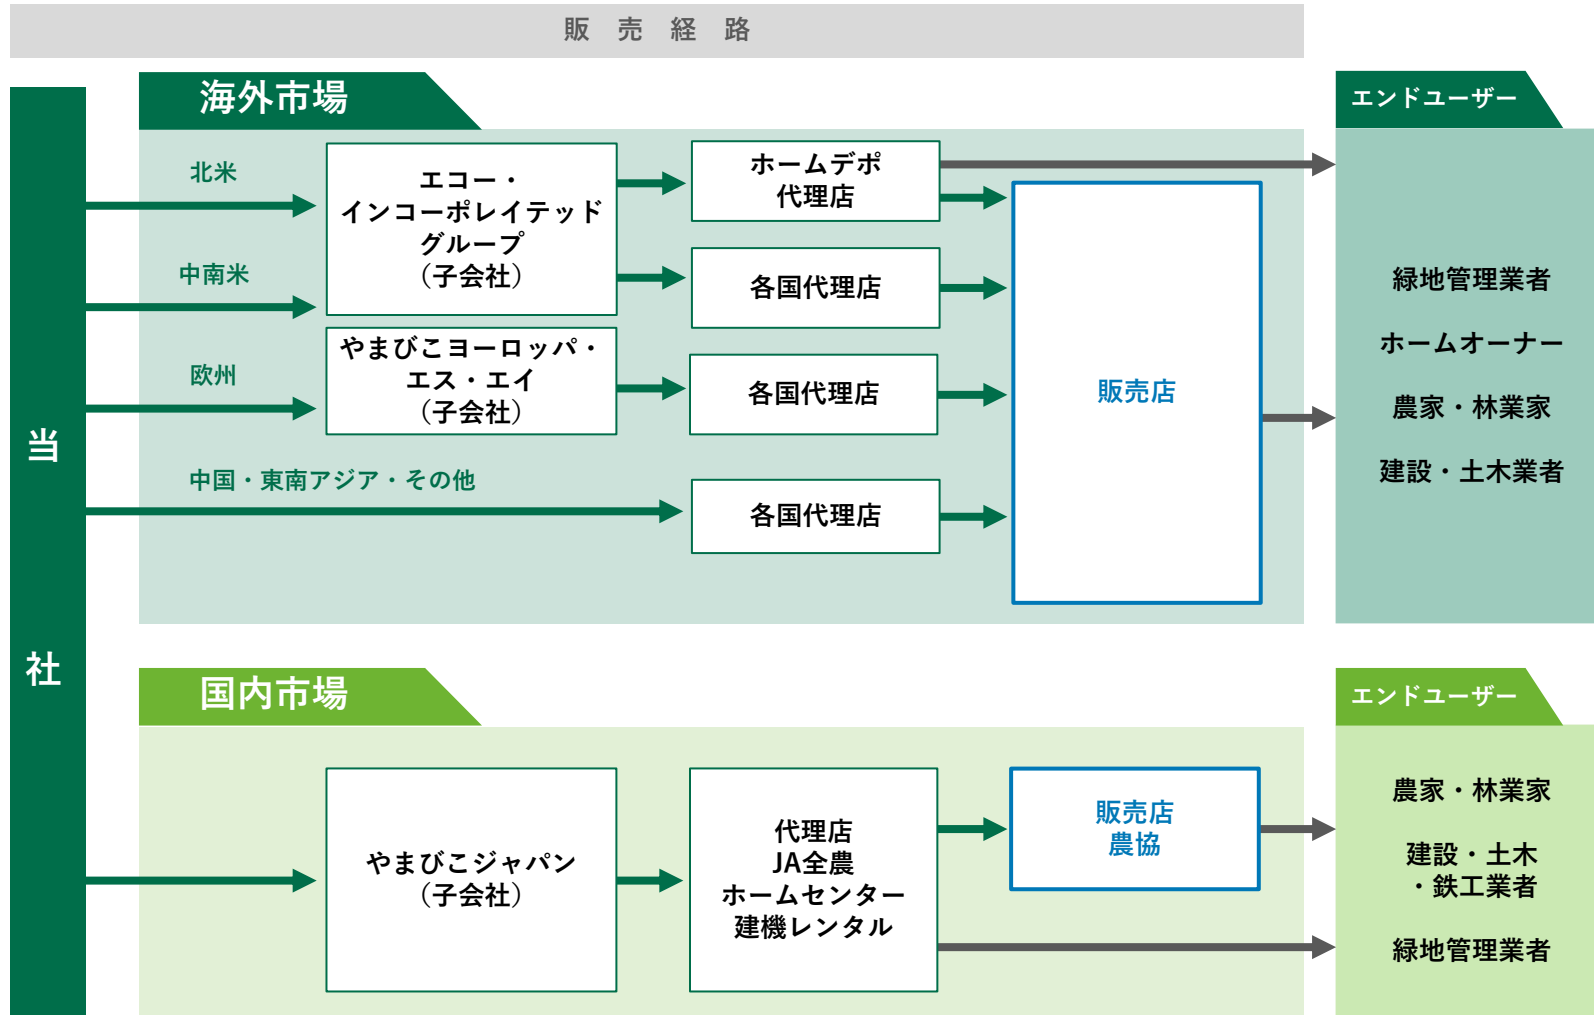 販売経路
当社
海外市場
北米
エコー・
インコーポレイテッド
グループ
（子会社）
中南米
ホームデポ
代理店
各国代理店
欧州
やまびこヨーロッパ・
エス・エイ
（子会社）
各国代理店
中国・東南アジア・その他
各国代理店
販売店
エンドユーザー
緑地管理業者
ホームオーナー
農家・林業家
建設・土木業者
国内市場
やまびこジャパン
（子会社）
代理店
JA全農
ホームセンター
建機レンタル
販売店
農協
エンドユーザー
農家・林業家
建設・土木
・鉄工業者
緑地管理業者